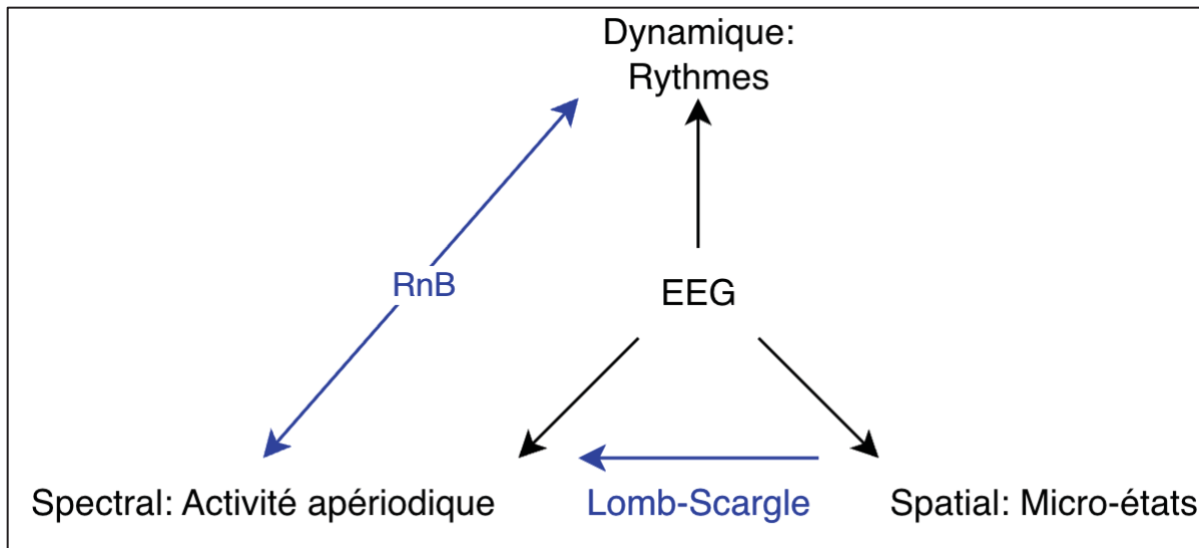 Dynamique:
Rythmes
RnB
EEG
Spectral: Activité apériodique
Lomb-Scargle
Spatial: Micro-états